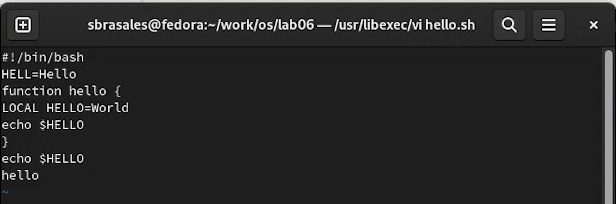 sbrasales@fedora:~/work/os/lab06 — /usr/libexec/vi hello.sh
#!/bin/bash
HELL=Hello
function hello {
LOCAL HELLO=World
echo $HELLO
}
echo $HELLO
hello
~